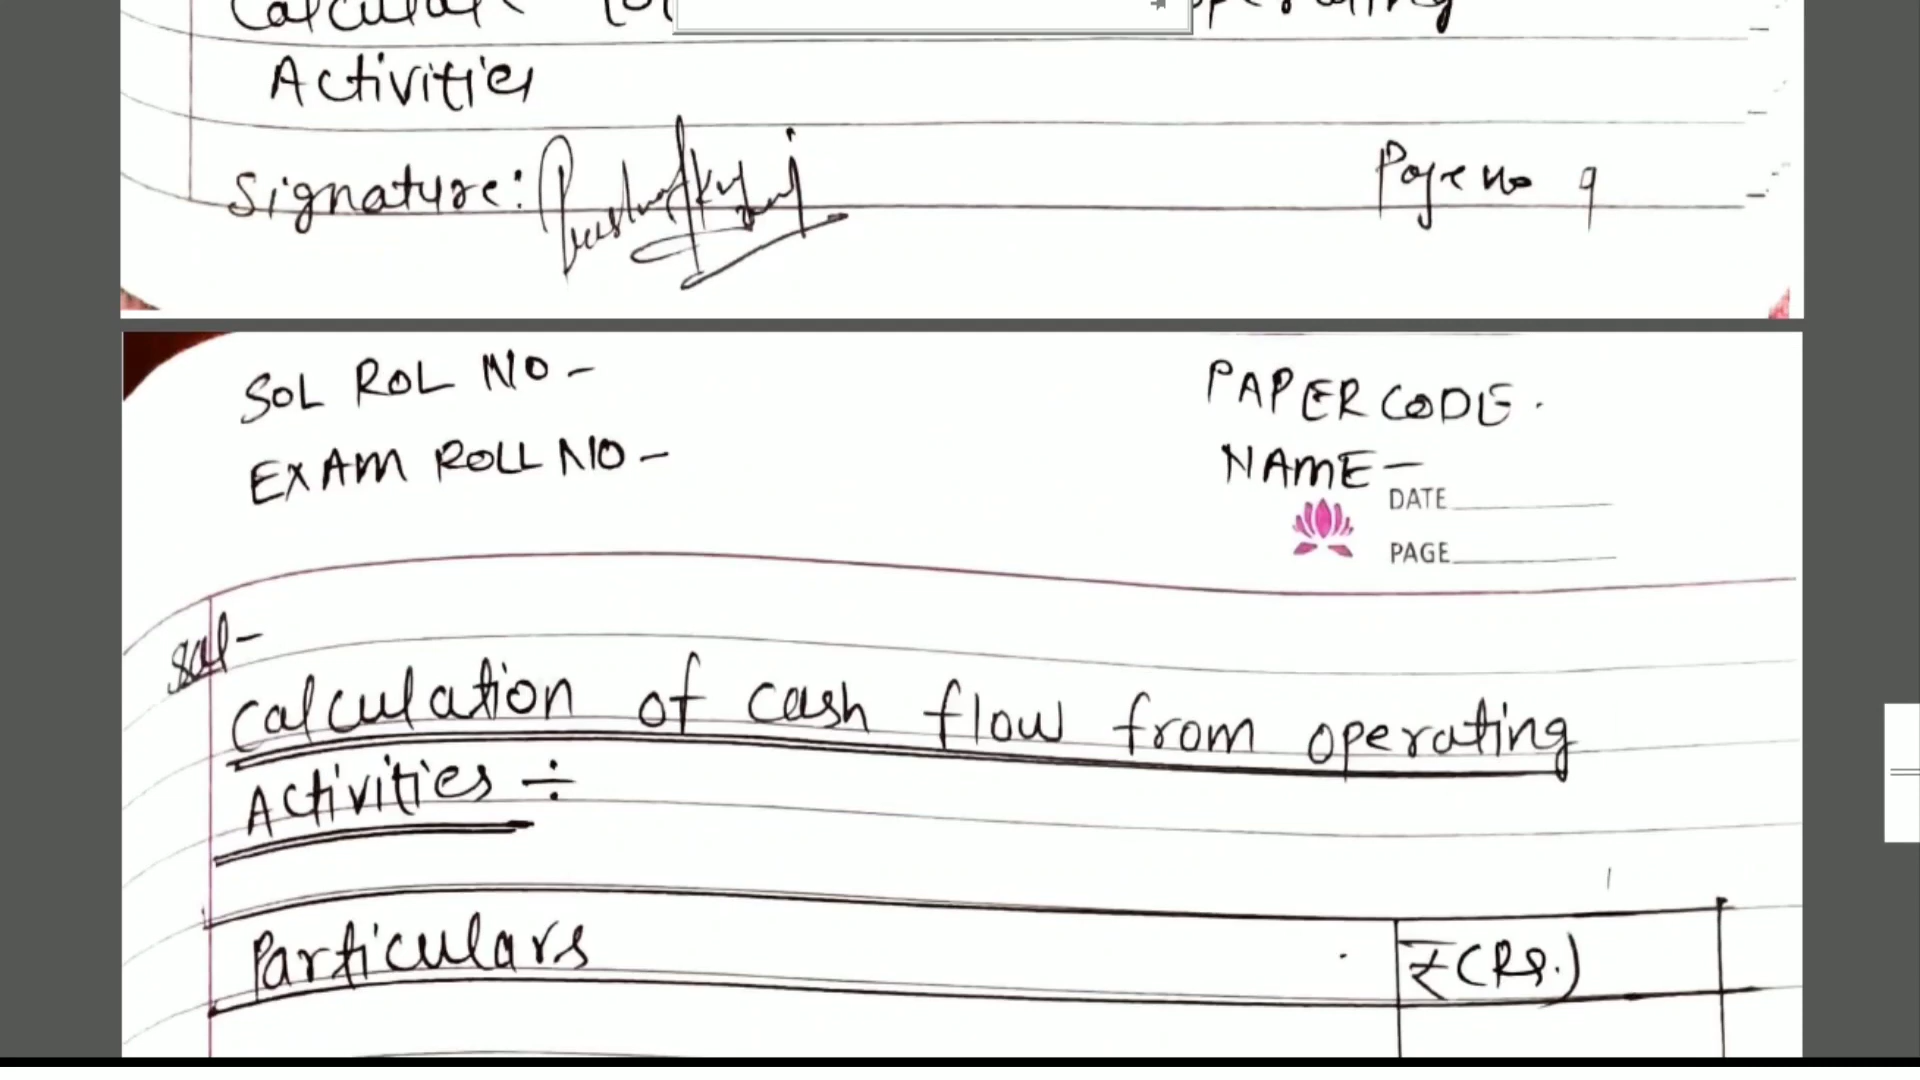 Activities
Signature:
Page no 9
SOL ROL NO -
EXAM ROLL NO -
PAPER CODE.
NAME -
DATE
PAGE
Sol -
Calculation of cash flow from operating
Activities ÷
Particulars ₹(Rs.)